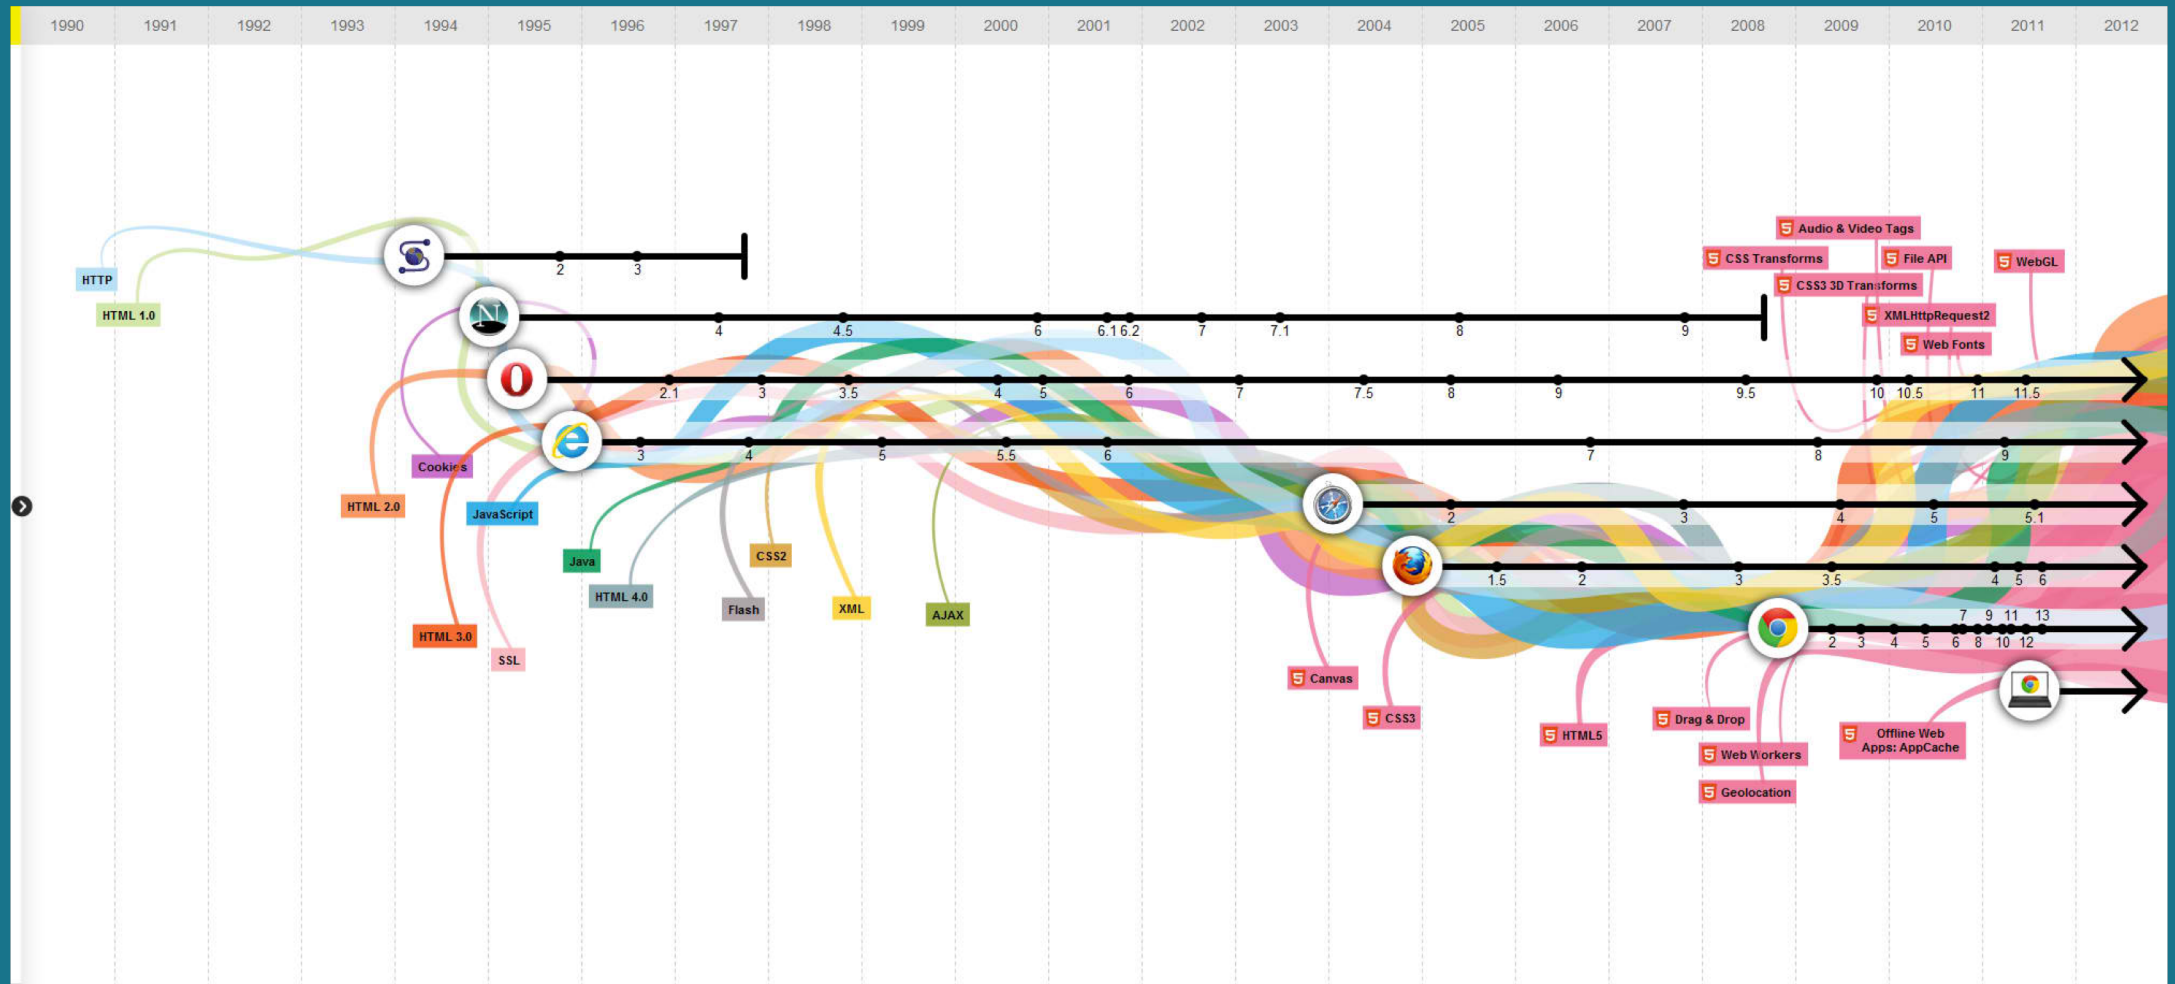 1990 1991 1992 1993 1994 1995 1996 1997 1998 1999 2000 2001 2002 2003 2004 2005 2006 2007 2008 2009 2010 2011 2012
Audio & Video Tags
CSS Transforms
File API
WebGL
CSS3 3D Transforms
XMLHttpRequest2
Web Fonts
HTTP
HTML 1.0
2 3
N
4 4.5 6 6.1 6.2 7 7.1 8 9
2.1 3 3.5 4 5 6 7 7.5 8 9 9.5 10 10.5 11 11.5
3 4 5 5.5 6 7 8 9
Cookies
HTML 2.0
JavaScript
2 3 4 5 5.1
Java
CSS2
1.5 2 3 3.5 4 5 6
HTML 4.0
Flash
XML
AJAX
7 9 11 13
2 3 4 5 6 8 10 12
HTML 3.0
SSL
Canvas
CSS3
HTML5
Drag & Drop
Offline Web
Apps: AppCache
Web Workers
Geolocation